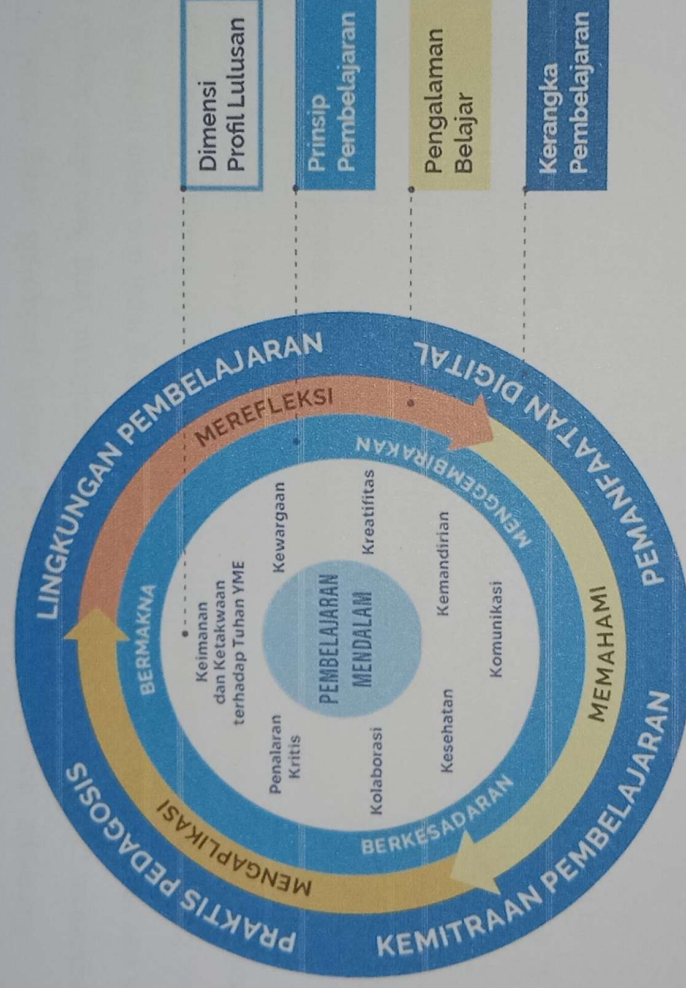 PRAKTIS PEDAGOGIS
LINGKUNGAN PEMBELAJARAN
KEMITRAAN PEMBELAJARAN
PEMANFAATAN DIGITAL
MENGAPLIKASI
MEREFLEKSI
MEMAHAMI
BERMAKNA
BERKESADARAN
MENGGEMBIRAKAN
Keimanan
dan Ketakwaan
terhadap Tuhan YME
Penalaran
Kritis
Kewargaan
PEMBELAJARAN
MENDALAM
Kolaborasi
Kreatifitas
Kesehatan
Kemandirian
Komunikasi
Dimensi
Profil Lulusan
Prinsip
Pembelajaran
Pengalaman
Belajar
Kerangka
Pembelajaran